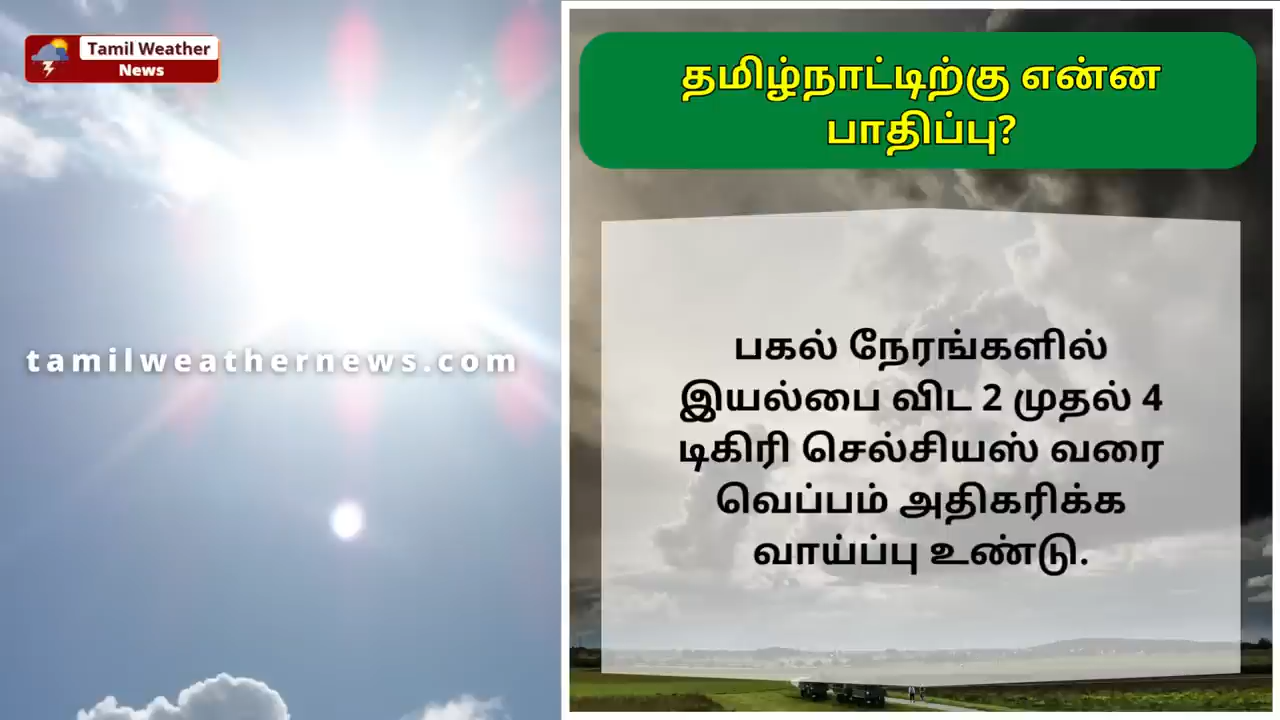 Tamil Weather
News
தமிழ்நாட்டிற்கு என்ன
பாதிப்பு?
tamilweathernews.com
பகல் நேரங்களில்
இயல்பை விட 2 முதல் 4
டிகிரி செல்சியஸ் வரை
வெப்பம் அதிகரிக்க
வாய்ப்பு உண்டு.